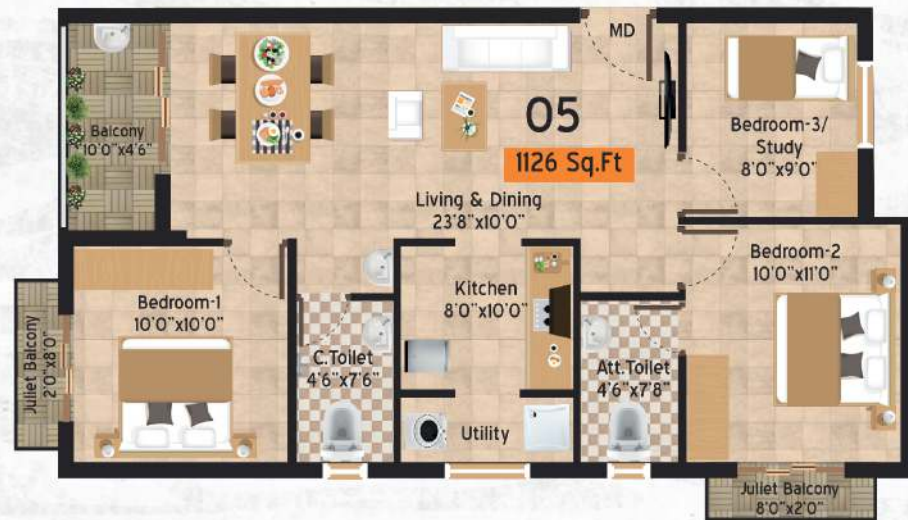 MD
05
1126 Sq.Ft
Balcony
10'0"x4'6"
Bedroom-3/
Study
8'0"x9'0"
Living & Dining
23'8"x10'0"
Bedroom-2
10'0"x11'0"
Bedroom-1
10'0"x10'0"
Kitchen
8'0"x10'0"
Juliet Balcony
2'0"x8'0"
C.Toilet
4'6"x7'6"
Att.Toilet
4'6"x7'8"
Utility
Juliet Balcony
8'0"x2'0"